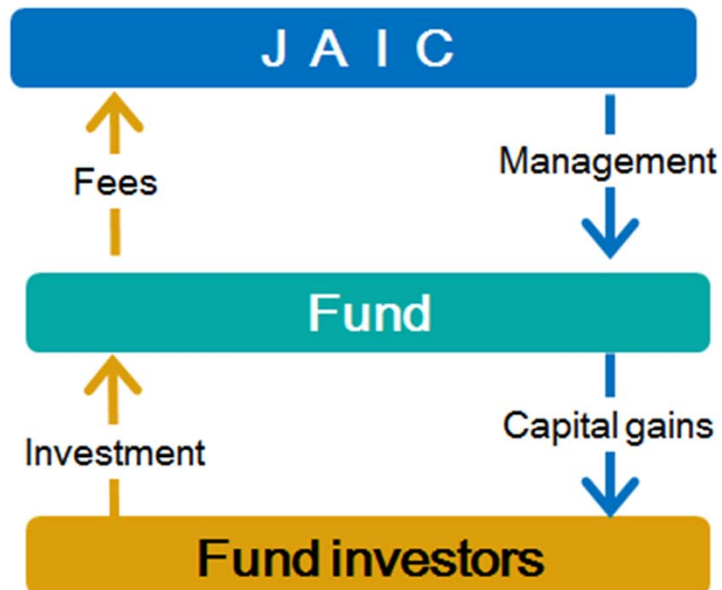 J A I C
Fees
Management
Fund
Investment
Capital gains
Fund investors